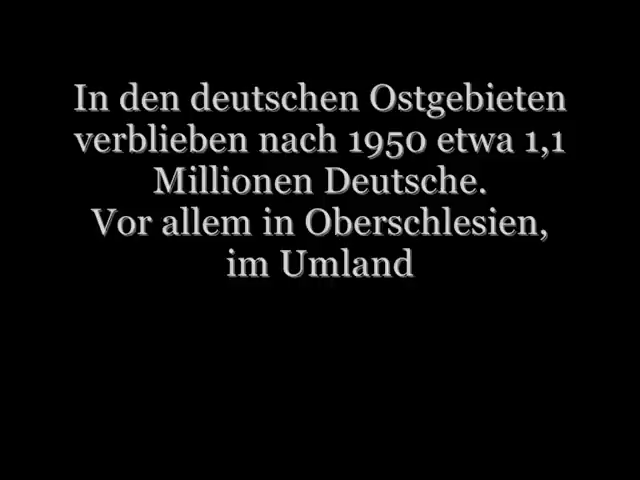 In den deutschen Ostgebieten
verblieben nach 1950 etwa 1,1
Millionen Deutsche.
Vor allem in Oberschlesien,
im Umland